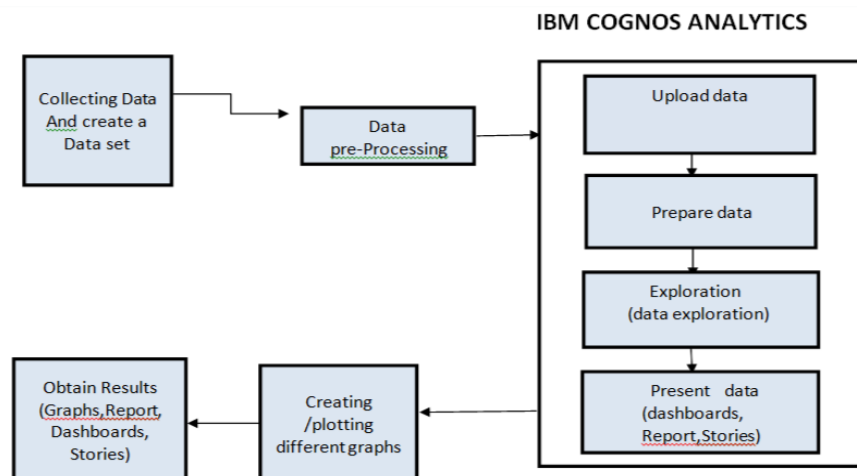 IBM COGNOS ANALYTICS
Collecting Data
And create a
Data set
Data
pre-Processing
Upload data
Prepare data
Exploration
(data exploration)
Present data
(dashboards,
Report,Stories)
Creating
/plotting
different graphs
Obtain Results
(Graphs,Report,
Dashboards,
Stories)